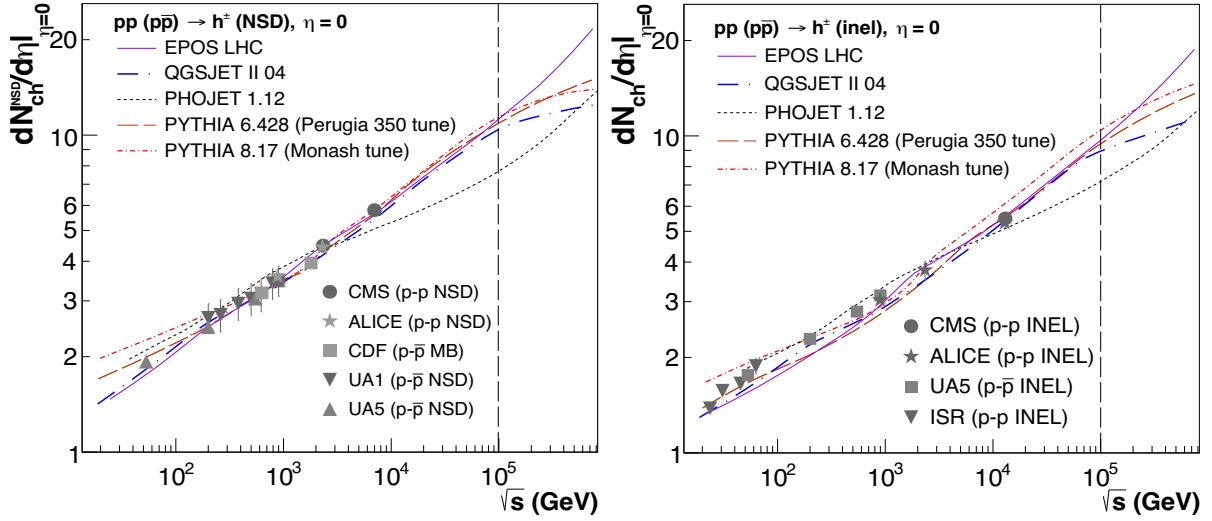 pp (pp̅) → h± (NSD), η = 0
EPOS LHC
QGSJET II 04
PHOJET 1.12
PYTHIA 6.428 (Perugia 350 tune)
PYTHIA 8.17 (Monash tune)
CMS (p-p NSD)
ALICE (p-p NSD)
CDF (p-p̅ MB)
UA1 (p-p̅ NSD)
UA5 (p-p̅ NSD)
dN_ch^NSD/dη|η=0
20
10
6
5
4
3
2
1
10² 10³ 10⁴ 10⁵
√s (GeV)
pp (pp̅) → h± (inel), η = 0
EPOS LHC
QGSJET II 04
PHOJET 1.12
PYTHIA 6.428 (Perugia 350 tune)
PYTHIA 8.17 (Monash tune)
CMS (p-p INEL)
ALICE (p-p INEL)
UA5 (p-p̅ INEL)
ISR (p-p INEL)
dN_ch/dη|η=0
20
10
6
5
4
3
2
1
10² 10³ 10⁴ 10⁵
√s (GeV)